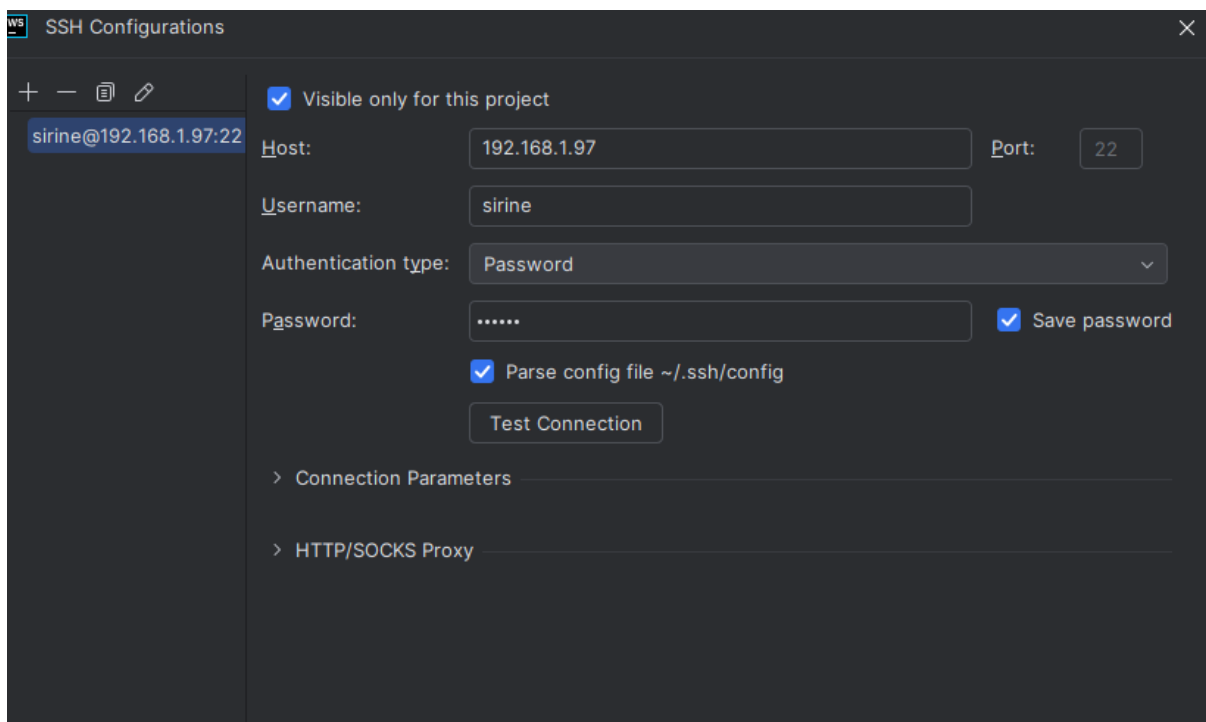 WS
SSH Configurations
Visible only for this project
sirine@192.168.1.97:22
Host: 192.168.1.97 Port: 22
Username: sirine
Authentication type: Password
Password: •••••• Save password
Parse config file ~/.ssh/config
Test Connection
Connection Parameters
HTTP/SOCKS Proxy